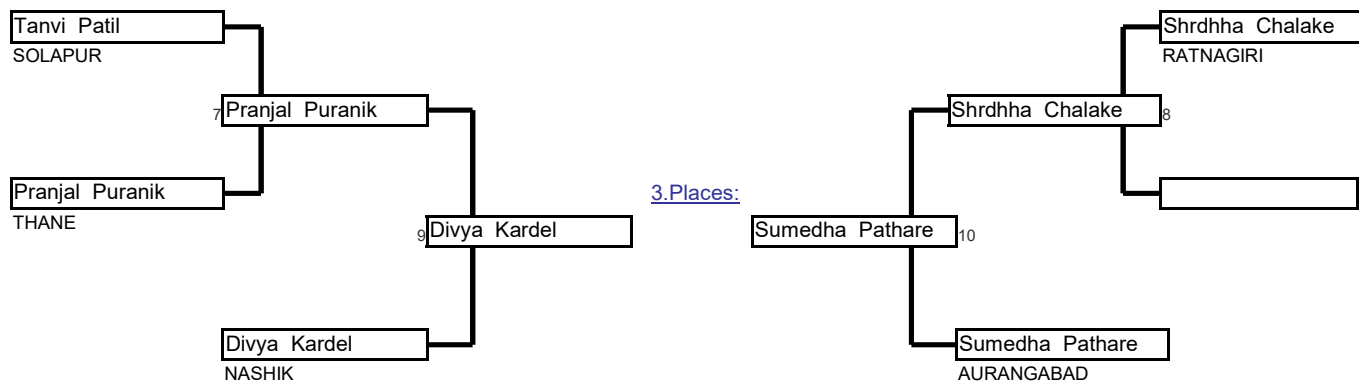 Tanvi Patil
SOLAPUR
Shrdhha Chalake
RATNAGIRI
7 Pranjal Puranik
Shrdhha Chalake 8
Pranjal Puranik
THANE
3.Places:
9 Divya Kardel
Sumedha Pathare 10
Divya Kardel
NASHIK
Sumedha Pathare
AURANGABAD